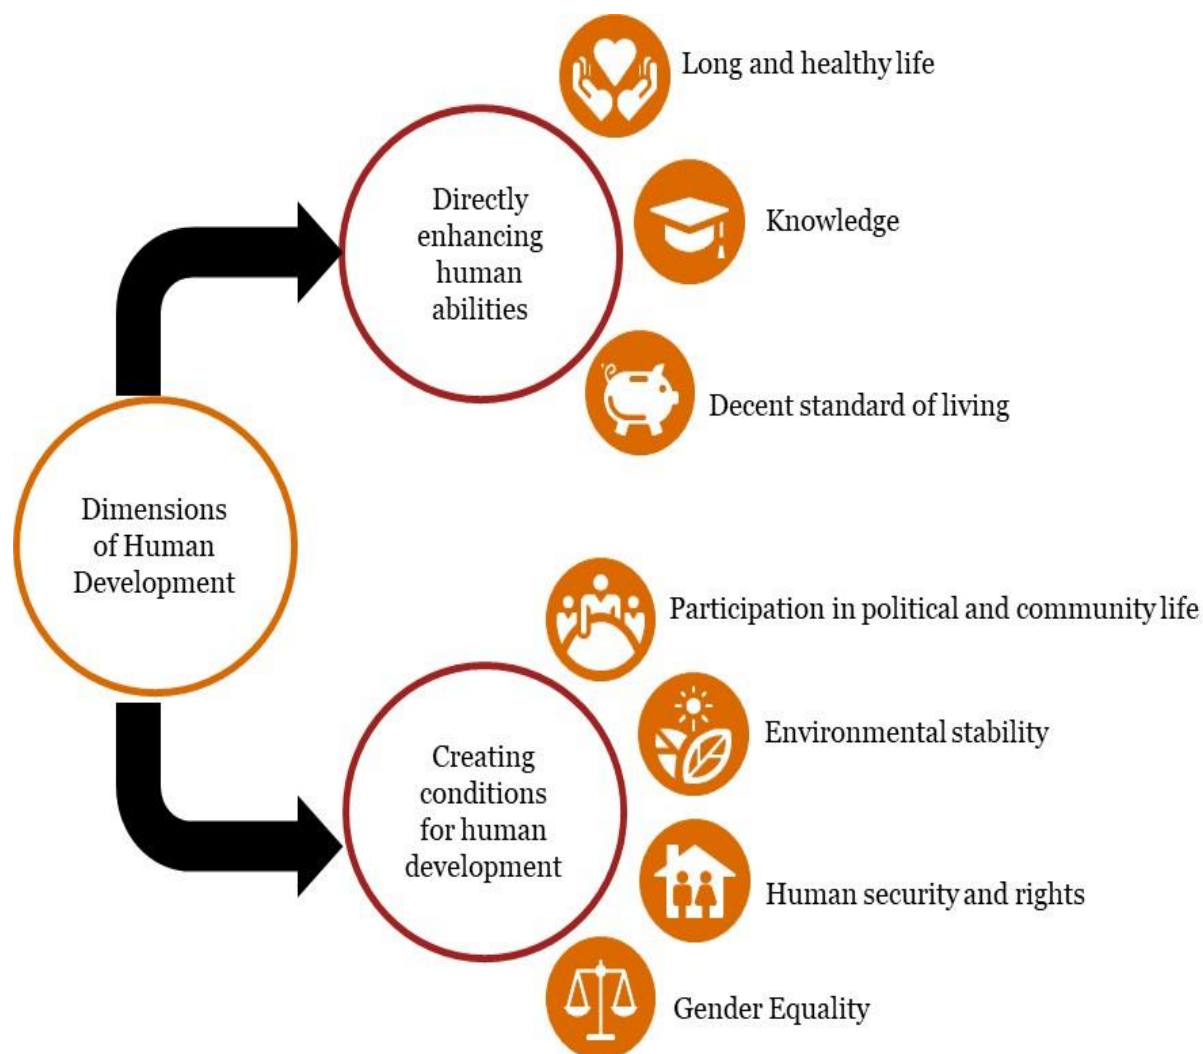 Long and healthy life
Directly
enhancing
human
abilities
Knowledge
Decent standard of living
Dimensions
of Human
Development
Participation in political and community life
Environmental stability
Creating
conditions
for human
development
Human security and rights
Gender Equality